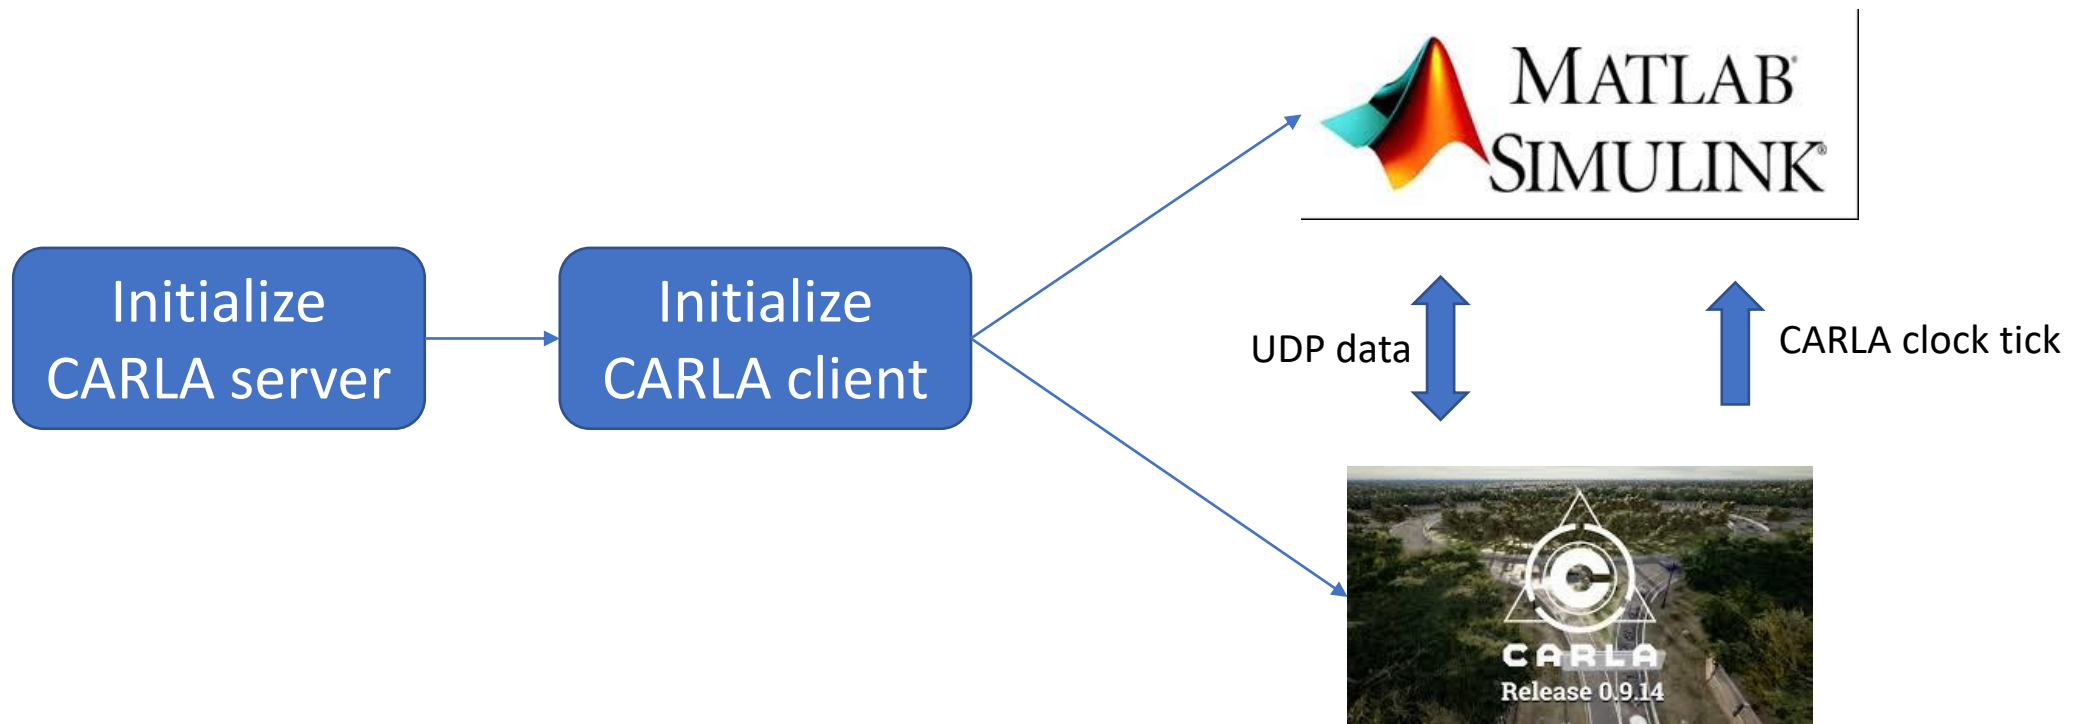 MATLAB®
SIMULINK®
Initialize
CARLA server
Initialize
CARLA client
UDP data
CARLA clock tick
CARLA
Release 0.9.14